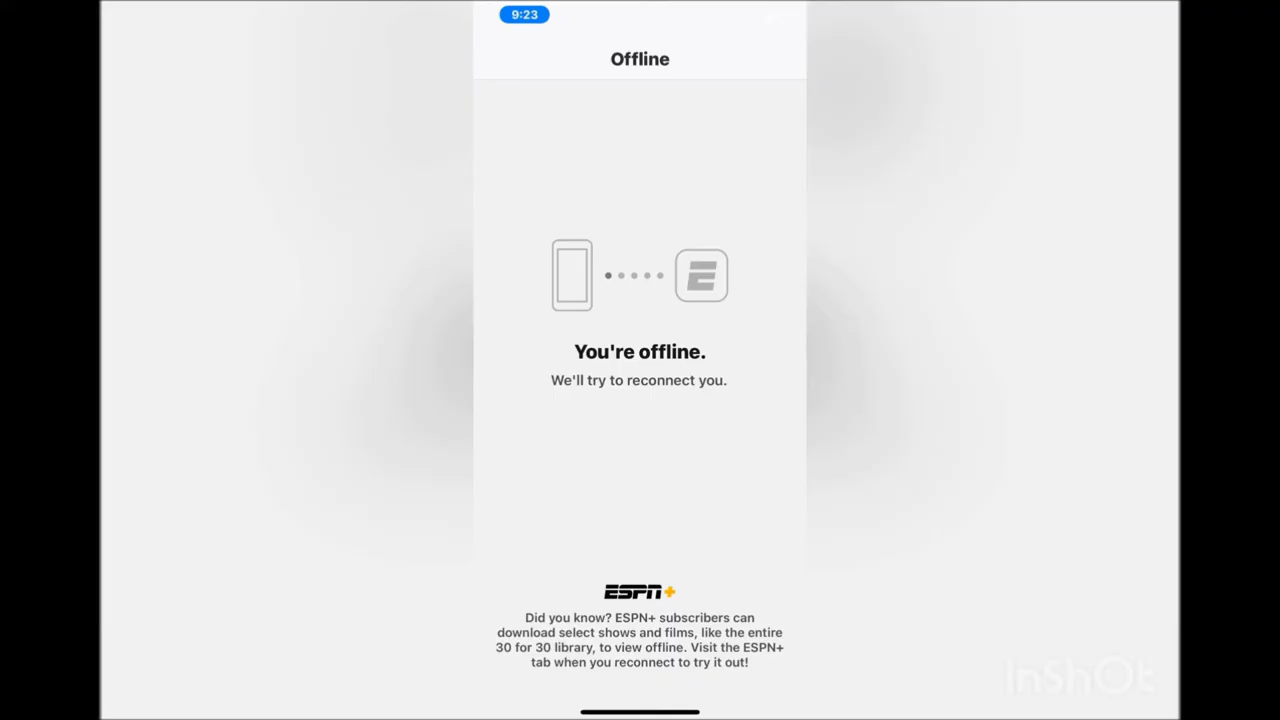 9:23
Offline
You're offline.
We'll try to reconnect you.
ESPN+
Did you know? ESPN+ subscribers can
download select shows and films, like the entire
30 for 30 library, to view offline. Visit the ESPN+
tab when you reconnect to try it out!
InShOt